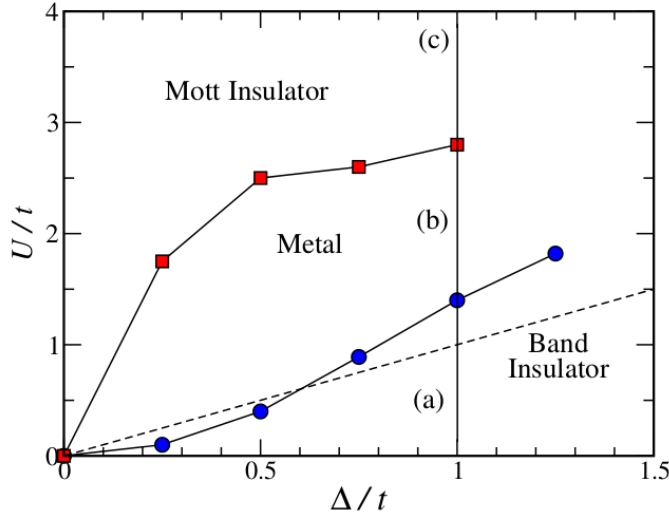 4
(c)
Mott Insulator
3
U/t
2
(b)
Metal
1
Band
Insulator
(a)
0
0
0.5
1
1.5
Δ/t